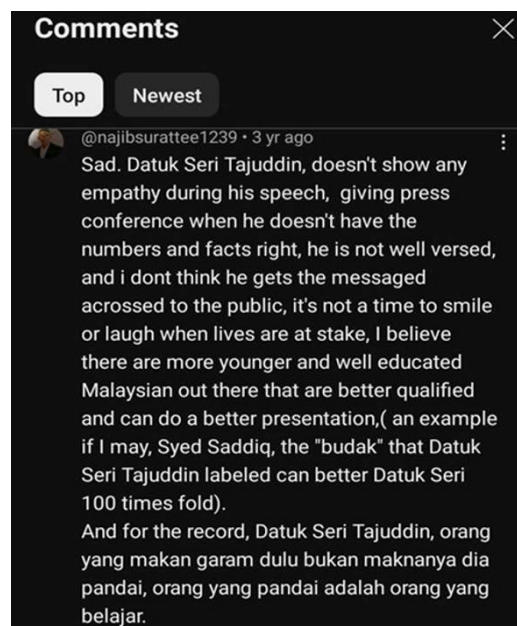 Comments
Top Newest
@najibsurattee1239 • 3 yr ago
Sad. Datuk Seri Tajuddin, doesn't show any
empathy during his speech, giving press
conference when he doesn't have the
numbers and facts right, he is not well versed,
and i dont think he gets the messaged
acrossed to the public, it's not a time to smile
or laugh when lives are at stake, I believe
there are more younger and well educated
Malaysian out there that are better qualified
and can do a better presentation,( an example
if I may, Syed Saddiq, the "budak" that Datuk
Seri Tajuddin labeled can better Datuk Seri
100 times fold).
And for the record, Datuk Seri Tajuddin, orang
yang makan garam dulu bukan maknanya dia
pandai, orang yang pandai adalah orang yang
belajar.